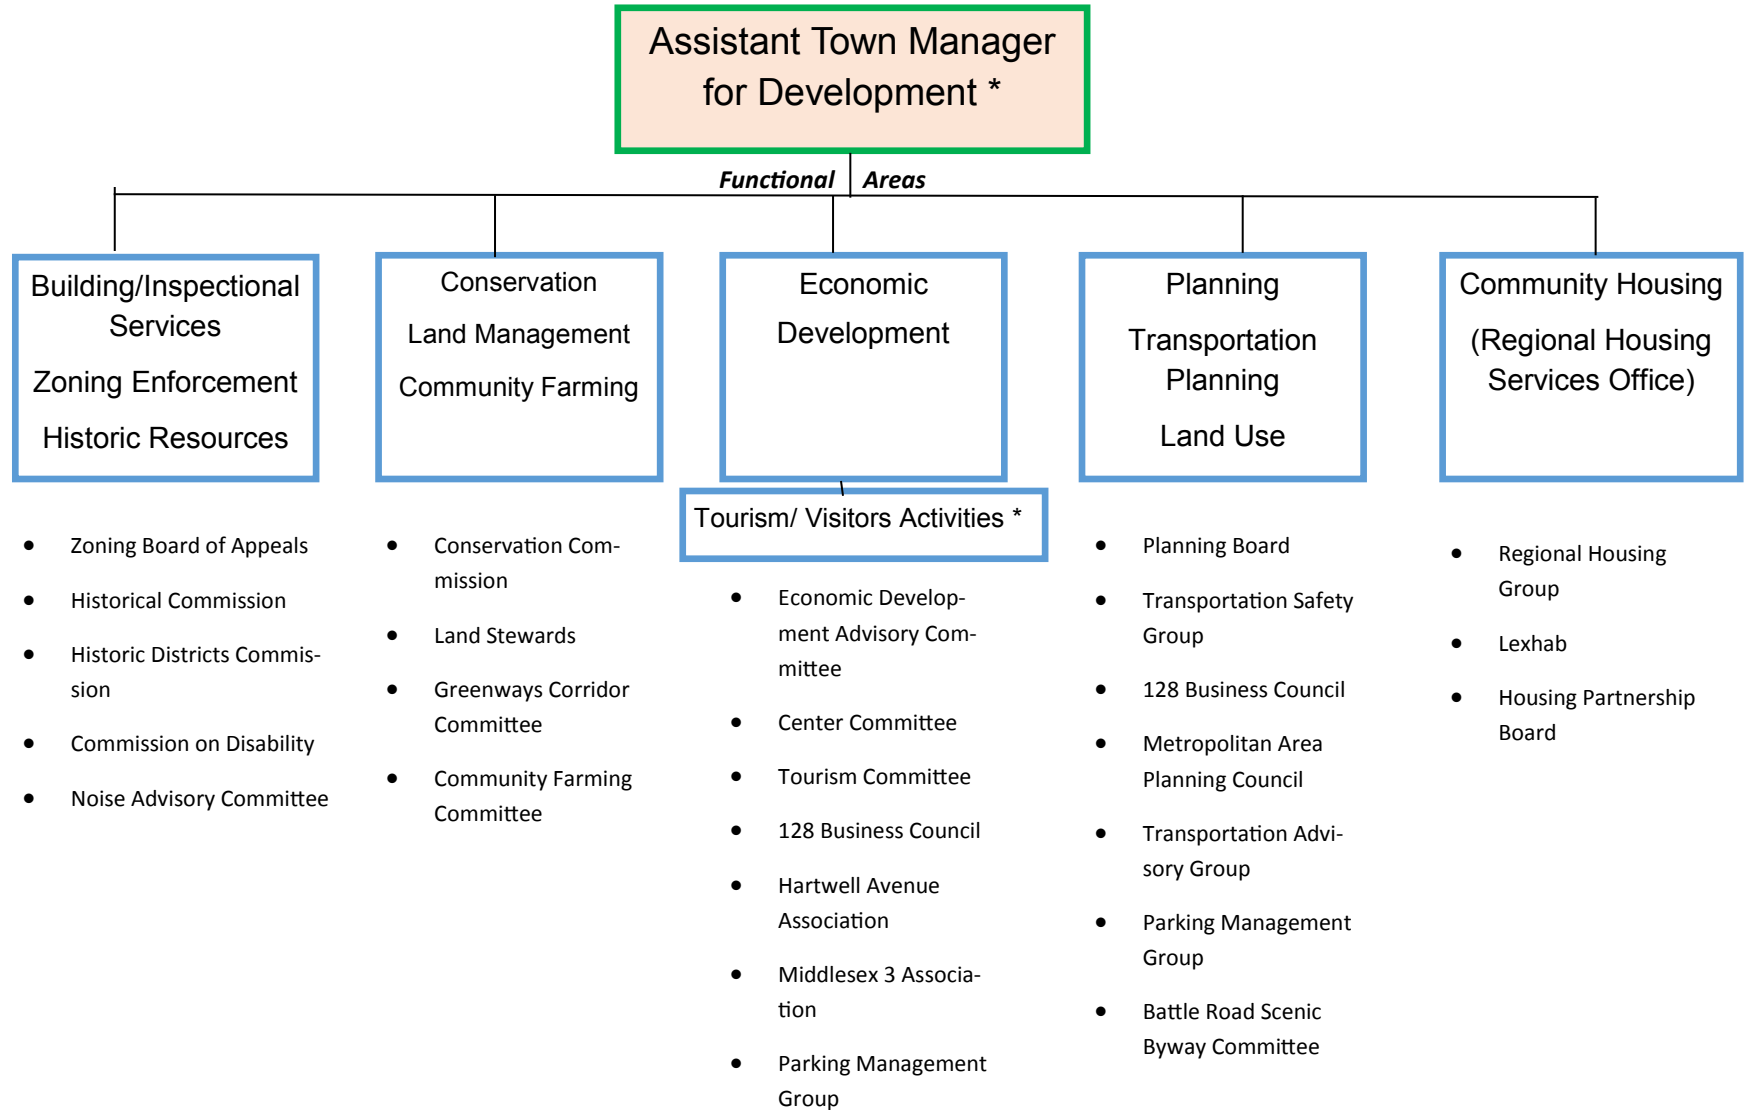 Assistant Town Manager
for Development *
Functional Areas
Building/Inspectional
Services
Zoning Enforcement
Historic Resources
Conservation
Land Management
Community Farming
Economic
Development
Planning
Transportation
Planning
Land Use
Community Housing
(Regional Housing
Services Office)
Tourism/ Visitors Activities *
• Zoning Board of Appeals
• Historical Commission
• Historic Districts Commis-
sion
• Commission on Disability
• Noise Advisory Committee
• Conservation Com-
mission
• Land Stewards
• Greenways Corridor
Committee
• Community Farming
Committee
• Economic Develop-
ment Advisory Com-
mittee
• Center Committee
• Tourism Committee
• 128 Business Council
• Hartwell Avenue
Association
• Middlesex 3 Associa-
tion
• Parking Management
Group
• Planning Board
• Transportation Safety
Group
• 128 Business Council
• Metropolitan Area
Planning Council
• Transportation Advi-
sory Group
• Parking Management
Group
• Battle Road Scenic
Byway Committee
• Regional Housing
Group
• Lexhab
• Housing Partnership
Board